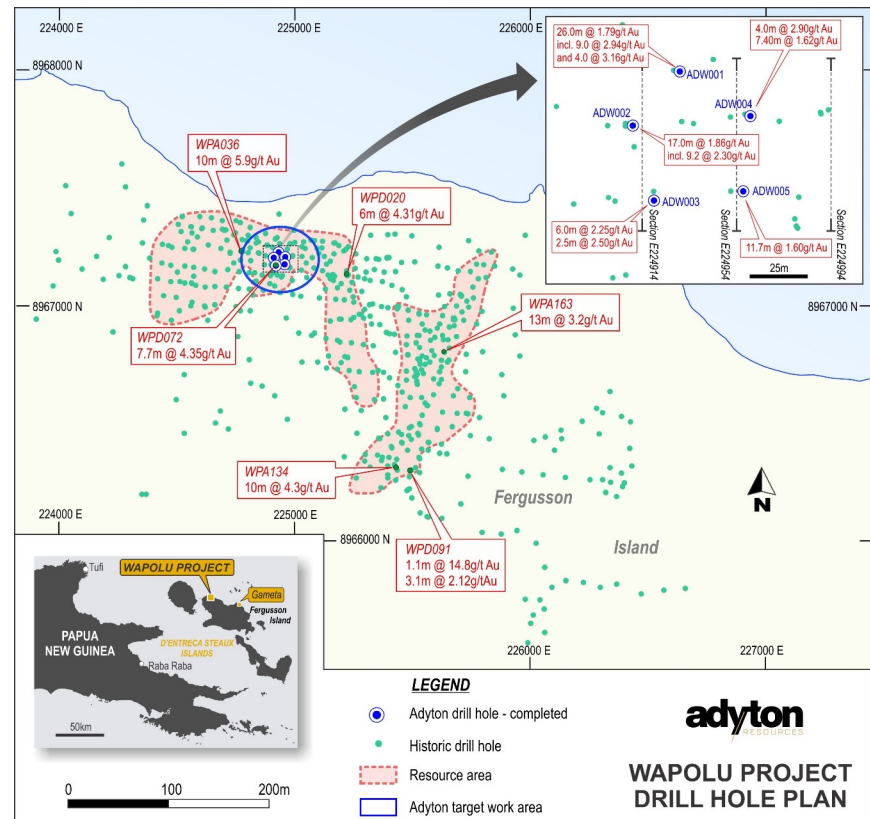 224000 E
225000 E
226000 E
8968000 N
26.0m @ 1.79g/t Au
incl. 9.0 @ 2.94g/t Au
and 4.0 @ 3.16g/t Au
4.0m @ 2.90g/t Au
7.40m @ 1.62g/t Au
ADW001
ADW002
ADW004
17.0m @ 1.86g/t Au
incl. 9.2 @ 2.30g/t Au
ADW003
ADW005
6.0m @ 2.25g/t Au
2.5m @ 2.50g/t Au
11.7m @ 1.60g/t Au
Section E224914
Section E224954
Section E224994
25m
WPA036
10m @ 5.9g/t Au
WPD020
6m @ 4.31g/t Au
8967000 N
8967000 N
WPD072
7.7m @ 4.35g/t Au
WPA163
13m @ 3.2g/t Au
WPA134
10m @ 4.3g/t Au
WPD091
1.1m @ 14.8g/t Au
3.1m @ 2.12g/tAu
Fergusson
Island
N
224000 E
225000 E
8966000 N
226000 E
227000 E
WAPOLU PROJECT
Tufi
Gameta
Fergusson
Island
PAPUA
NEW GUINEA
D'ENTRECA STEAUX
ISLANDS
Raba Raba
50km
0
100
200m
LEGEND
Adyton drill hole - completed
Historic drill hole
Resource area
Adyton target work area
adyton
RESOURCES
WAPOLU PROJECT
DRILL HOLE PLAN